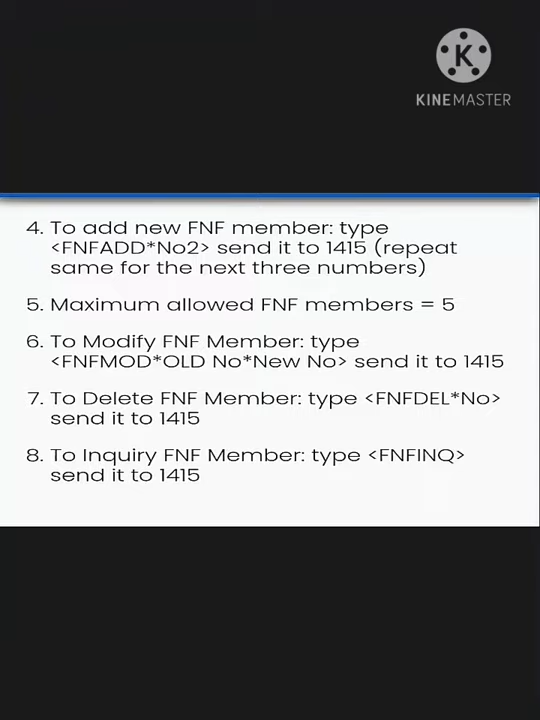 KINEMASTER
4. To add new FNF member: type
<FNFADD*No2> send it to 1415 (repeat
same for the next three numbers)
5. Maximum allowed FNF members = 5
6. To Modify FNF Member: type
<FNFMOD*OLD No*New No> send it to 1415
7. To Delete FNF Member: type <FNFDEL*No>
send it to 1415
8. To Inquiry FNF Member: type <FNFINQ>
send it to 1415